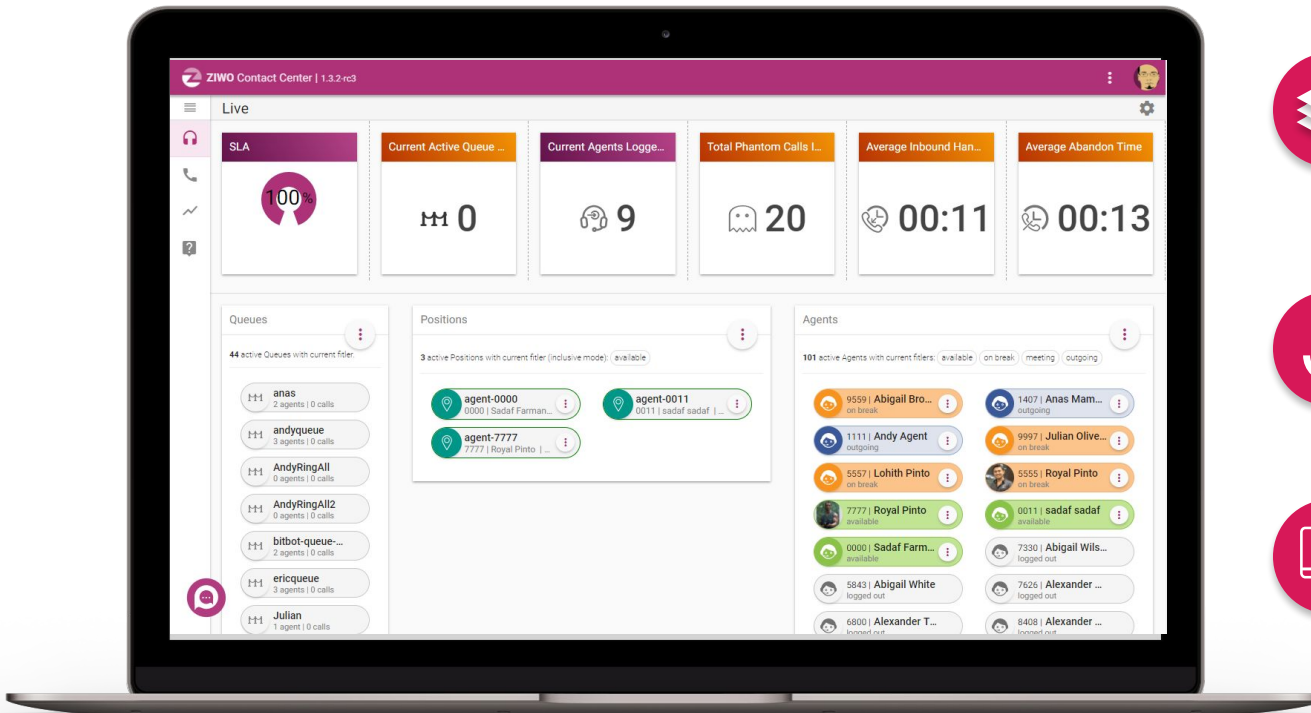 ZIWO Contact Center | 1.3.2-rc3
Live
SLA
100%
Current Active Queue ...
0
Current Agents Logge...
9
Total Phantom Calls I...
20
Average Inbound Han...
00:11
Average Abandon Time
00:13
Queues
44 active Queues with current fitler.
anas
2 agents | 0 calls
andyqueue
3 agents | 0 calls
AndyRingAll
0 agents | 0 calls
AndyRingAll2
0 agents | 0 calls
bitbot-queue-...
2 agents | 0 calls
ericqueue
3 agents | 0 calls
Julian
1 agent | 0 calls
Positions
3 active Positions with current fitler (inclusive mode): available
agent-0000
0000 | Sadaf Farman...
agent-0011
0011 | sadaf sadaf | ...
agent-7777
7777 | Royal Pinto | ...
Agents
101 active Agents with current fitlers: available on break meeting outgoing
9559 | Abigail Bro...
on break
1407 | Anas Mam...
outgoing
1111 | Andy Agent
outgoing
9997 | Julian Olive...
on break
5557 | Lohith Pinto
on break
5555 | Royal Pinto
on break
7777 | Royal Pinto
available
0011 | sadaf sadaf
available
0000 | Sadaf Farm...
available
7330 | Abigail Wils...
logged out
5843 | Abigail White
logged out
7626 | Alexander ...
logged out
6800 | Alexander T...
logged out
8408 | Alexander ...
logged out